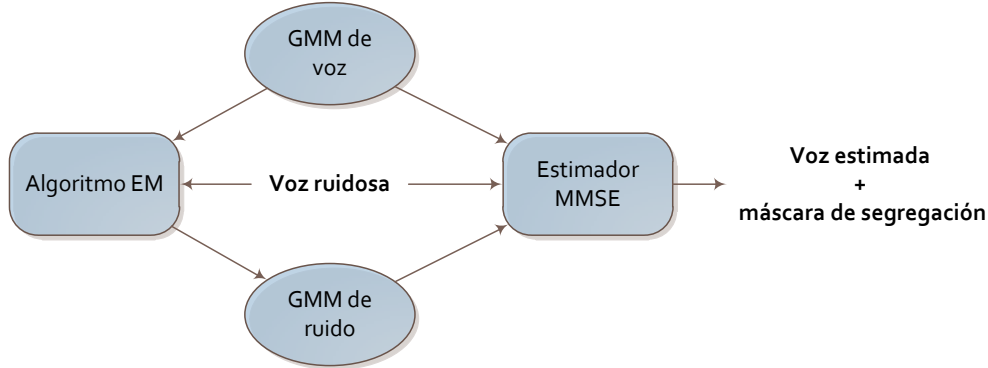 GMM de
voz
Algoritmo EM
Voz ruidosa
Estimador
MMSE
Voz estimada
+
máscara de segregación
GMM de
ruido